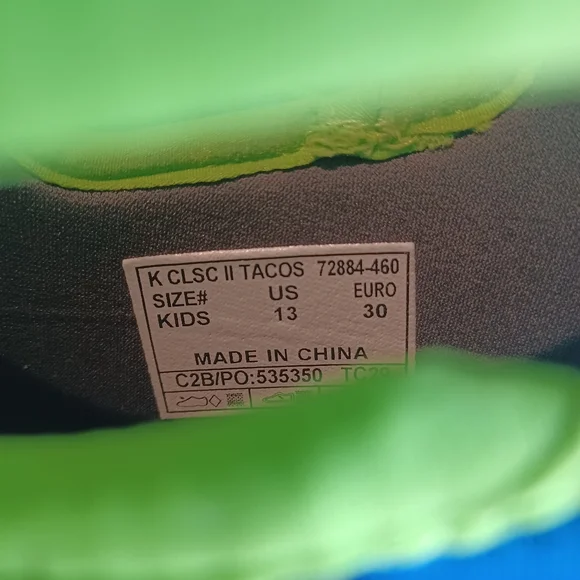 K CLSC II TACOS 72884-460
SIZE# US EURO
KIDS 13 30
MADE IN CHINA
C2B/PO:535350